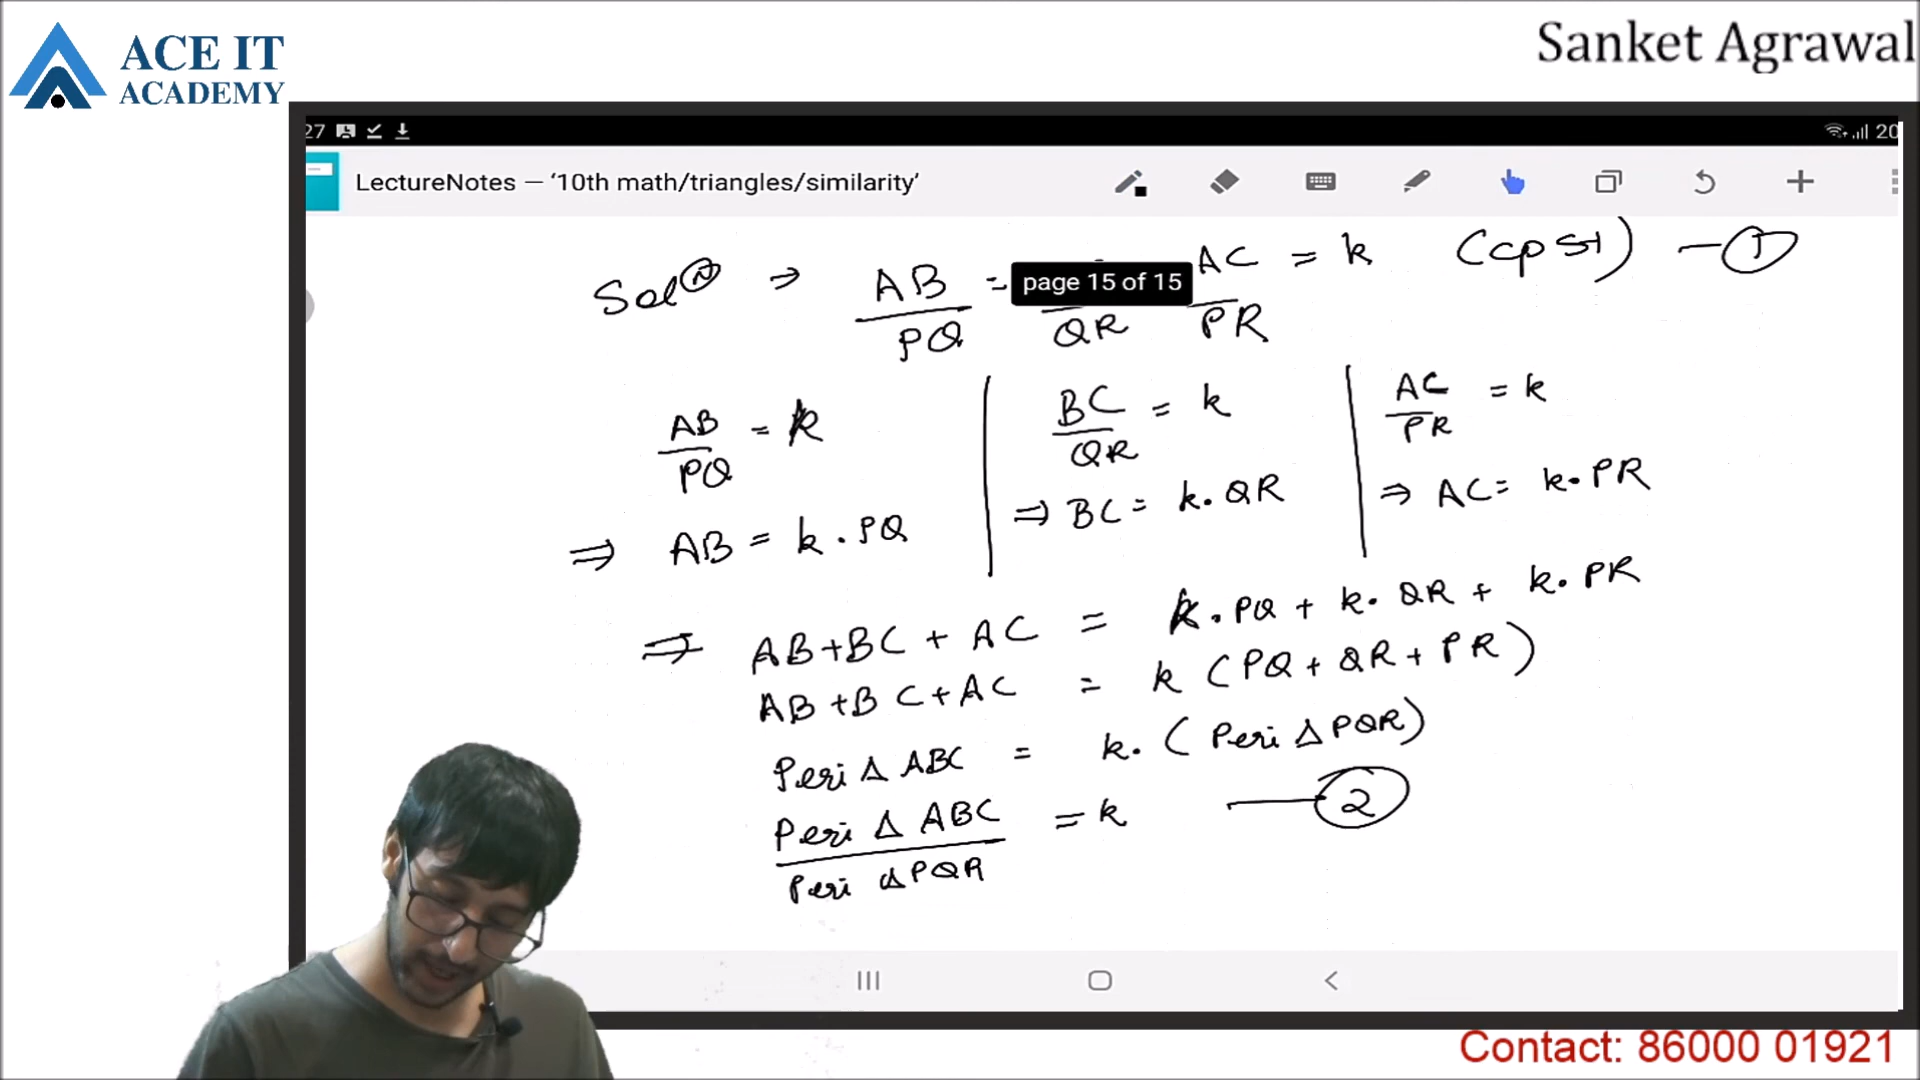 ACE IT
ACADEMY
Sanket Agrawal
27
20
LectureNotes — ‘10th math/triangles/similarity’
Solⁿ ⇒ AB/PQ = /QR AC/PR = k (cpst) — 1
page 15 of 15
AB/PQ = k | BC/QR = k | AC/PR = k
⇒ AB = k . PQ | ⇒ BC = k. QR | ⇒ AC = k. PR
⇒ AB+BC + AC = k. PQ + k. QR + k. PR
AB+BC+AC = k (PQ + QR + PR)
Peri Δ ABC = k. (Peri Δ PQR)
Peri Δ ABC / Peri Δ PQR = k — 2
Contact: 86000 01921